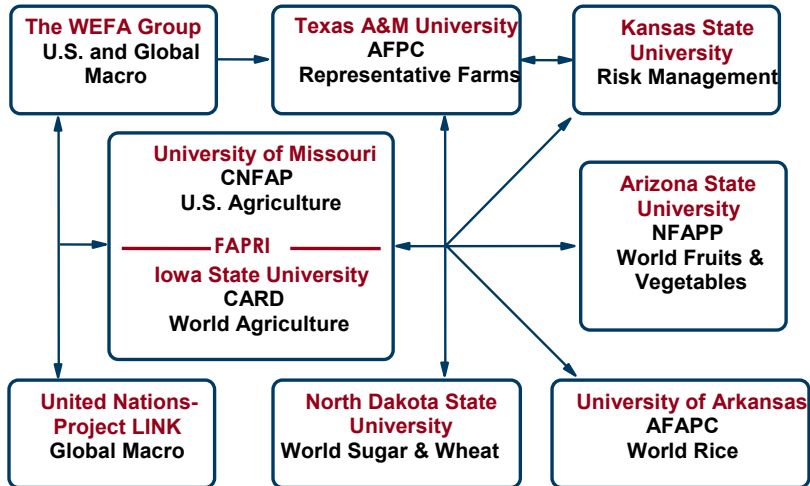 The WEFA Group
U.S. and Global
Macro
Texas A&M University
AFPC
Representative Farms
Kansas State
University
Risk Management
University of Missouri
CNFAP
U.S. Agriculture
FAPRI
Iowa State University
CARD
World Agriculture
Arizona State
University
NFAPP
World Fruits &
Vegetables
United Nations-
Project LINK
Global Macro
North Dakota State
University
World Sugar & Wheat
University of Arkansas
AFAPC
World Rice